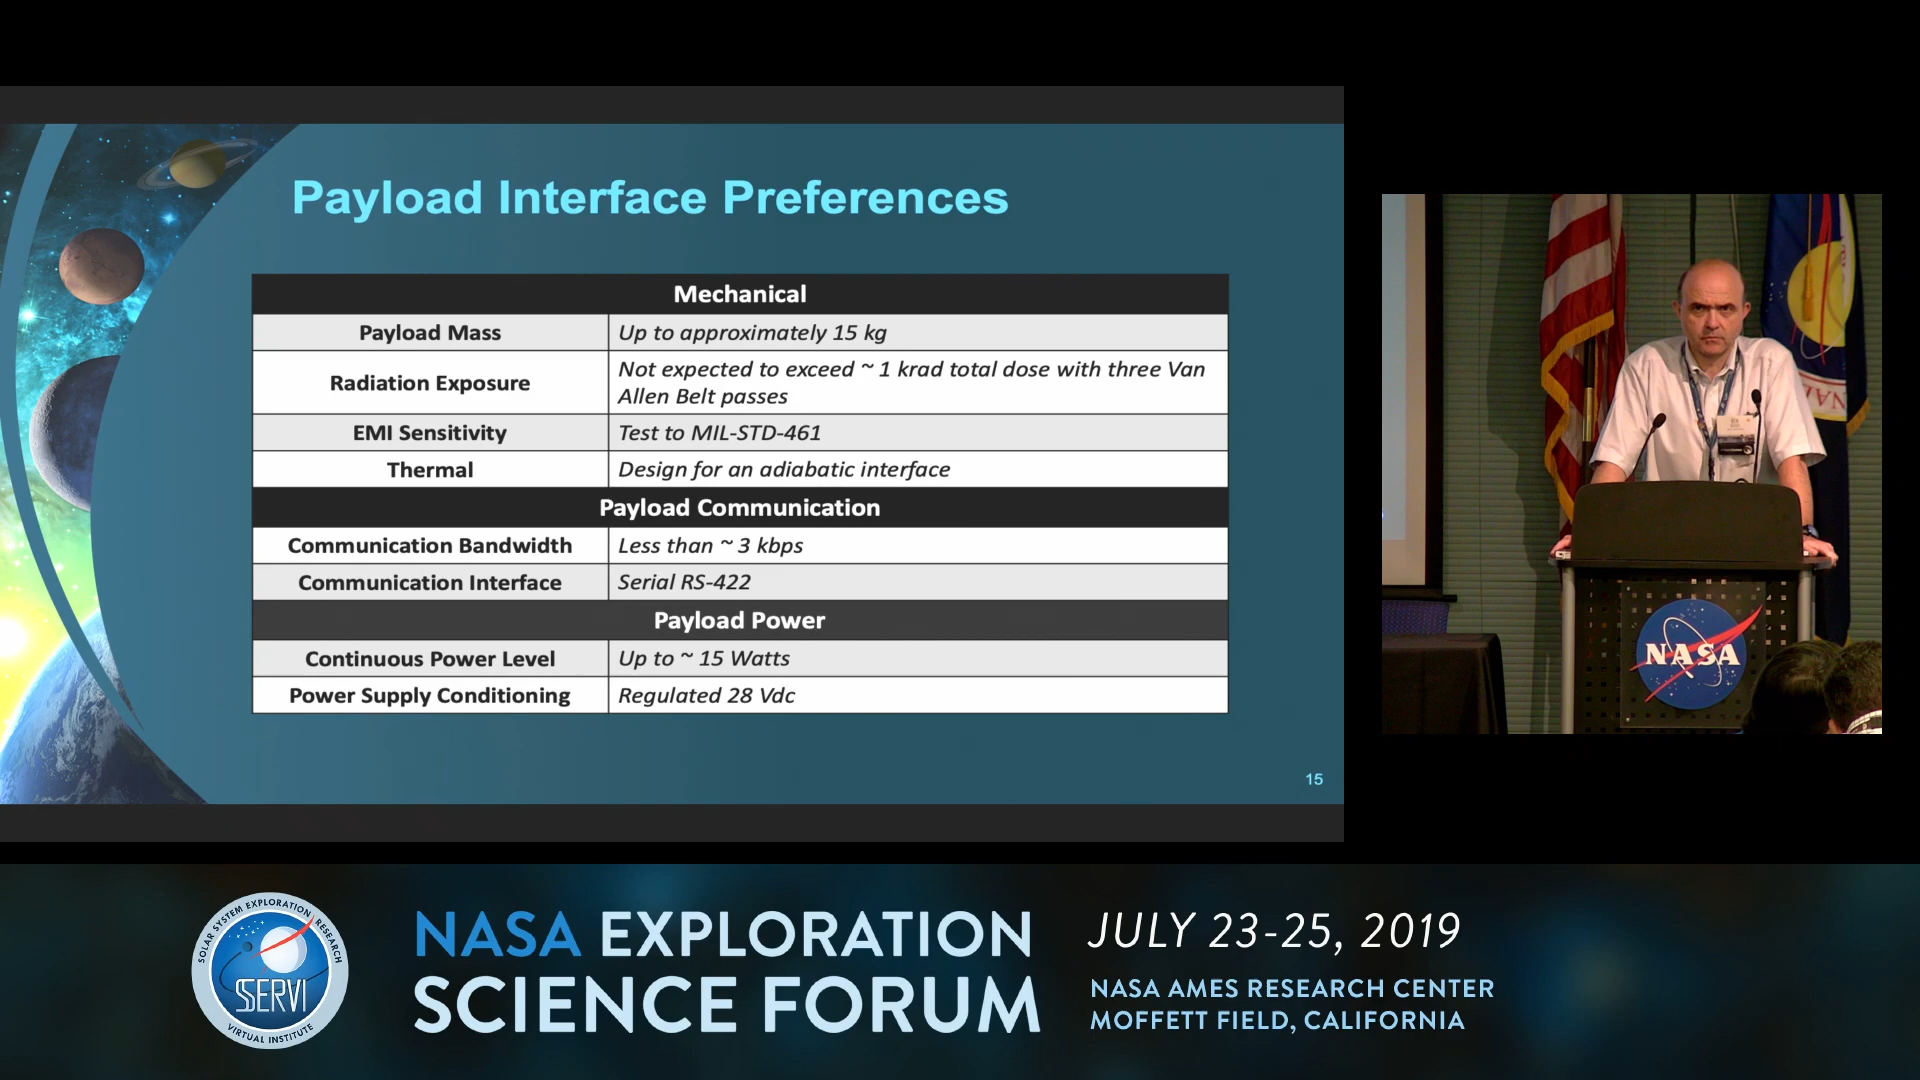 Payload Interface Preferences
Mechanical
Payload Mass
Up to approximately 15 kg
Radiation Exposure
Not expected to exceed ~ 1 krad total dose with three Van
Allen Belt passes
EMI Sensitivity
Test to MIL-STD-461
Thermal
Design for an adiabatic interface
Payload Communication
Communication Bandwidth
Less than ~ 3 kbps
Communication Interface
Serial RS-422
Payload Power
Continuous Power Level
Up to ~ 15 Watts
Power Supply Conditioning
Regulated 28 Vdc
15
NASA
SOLAR SYSTEM EXPLORATION RESEARCH
SSERVI
VIRTUAL INSTITUTE
NASA EXPLORATION
SCIENCE FORUM
JULY 23-25, 2019
NASA AMES RESEARCH CENTER
MOFFETT FIELD, CALIFORNIA